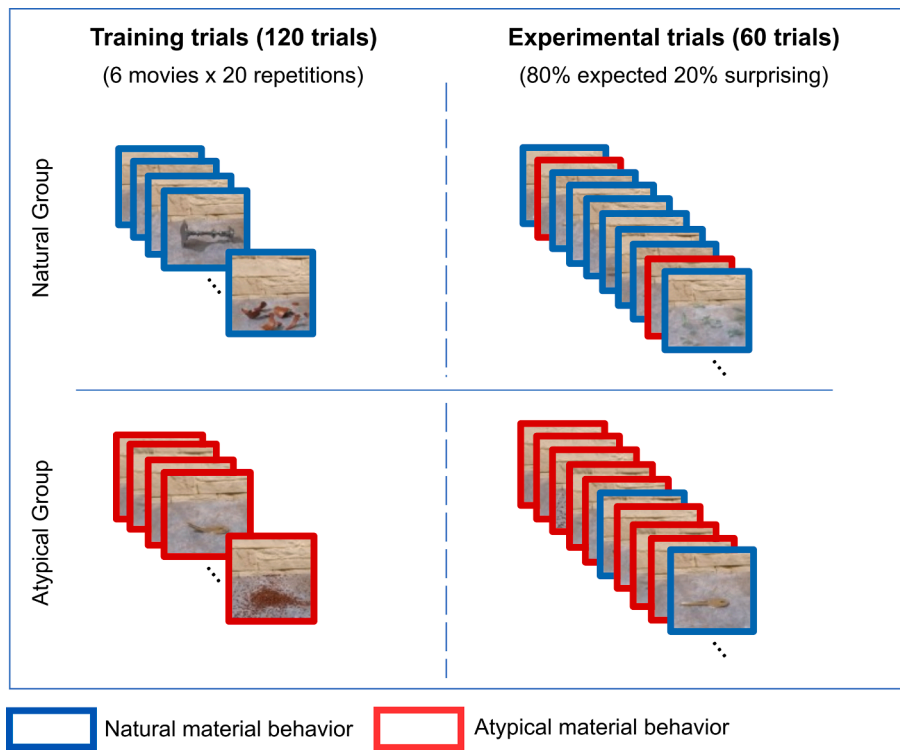 Training trials (120 trials)
(6 movies x 20 repetitions)
Experimental trials (60 trials)
(80% expected 20% surprising)
Natural Group
Atypical Group
Natural material behavior
Atypical material behavior